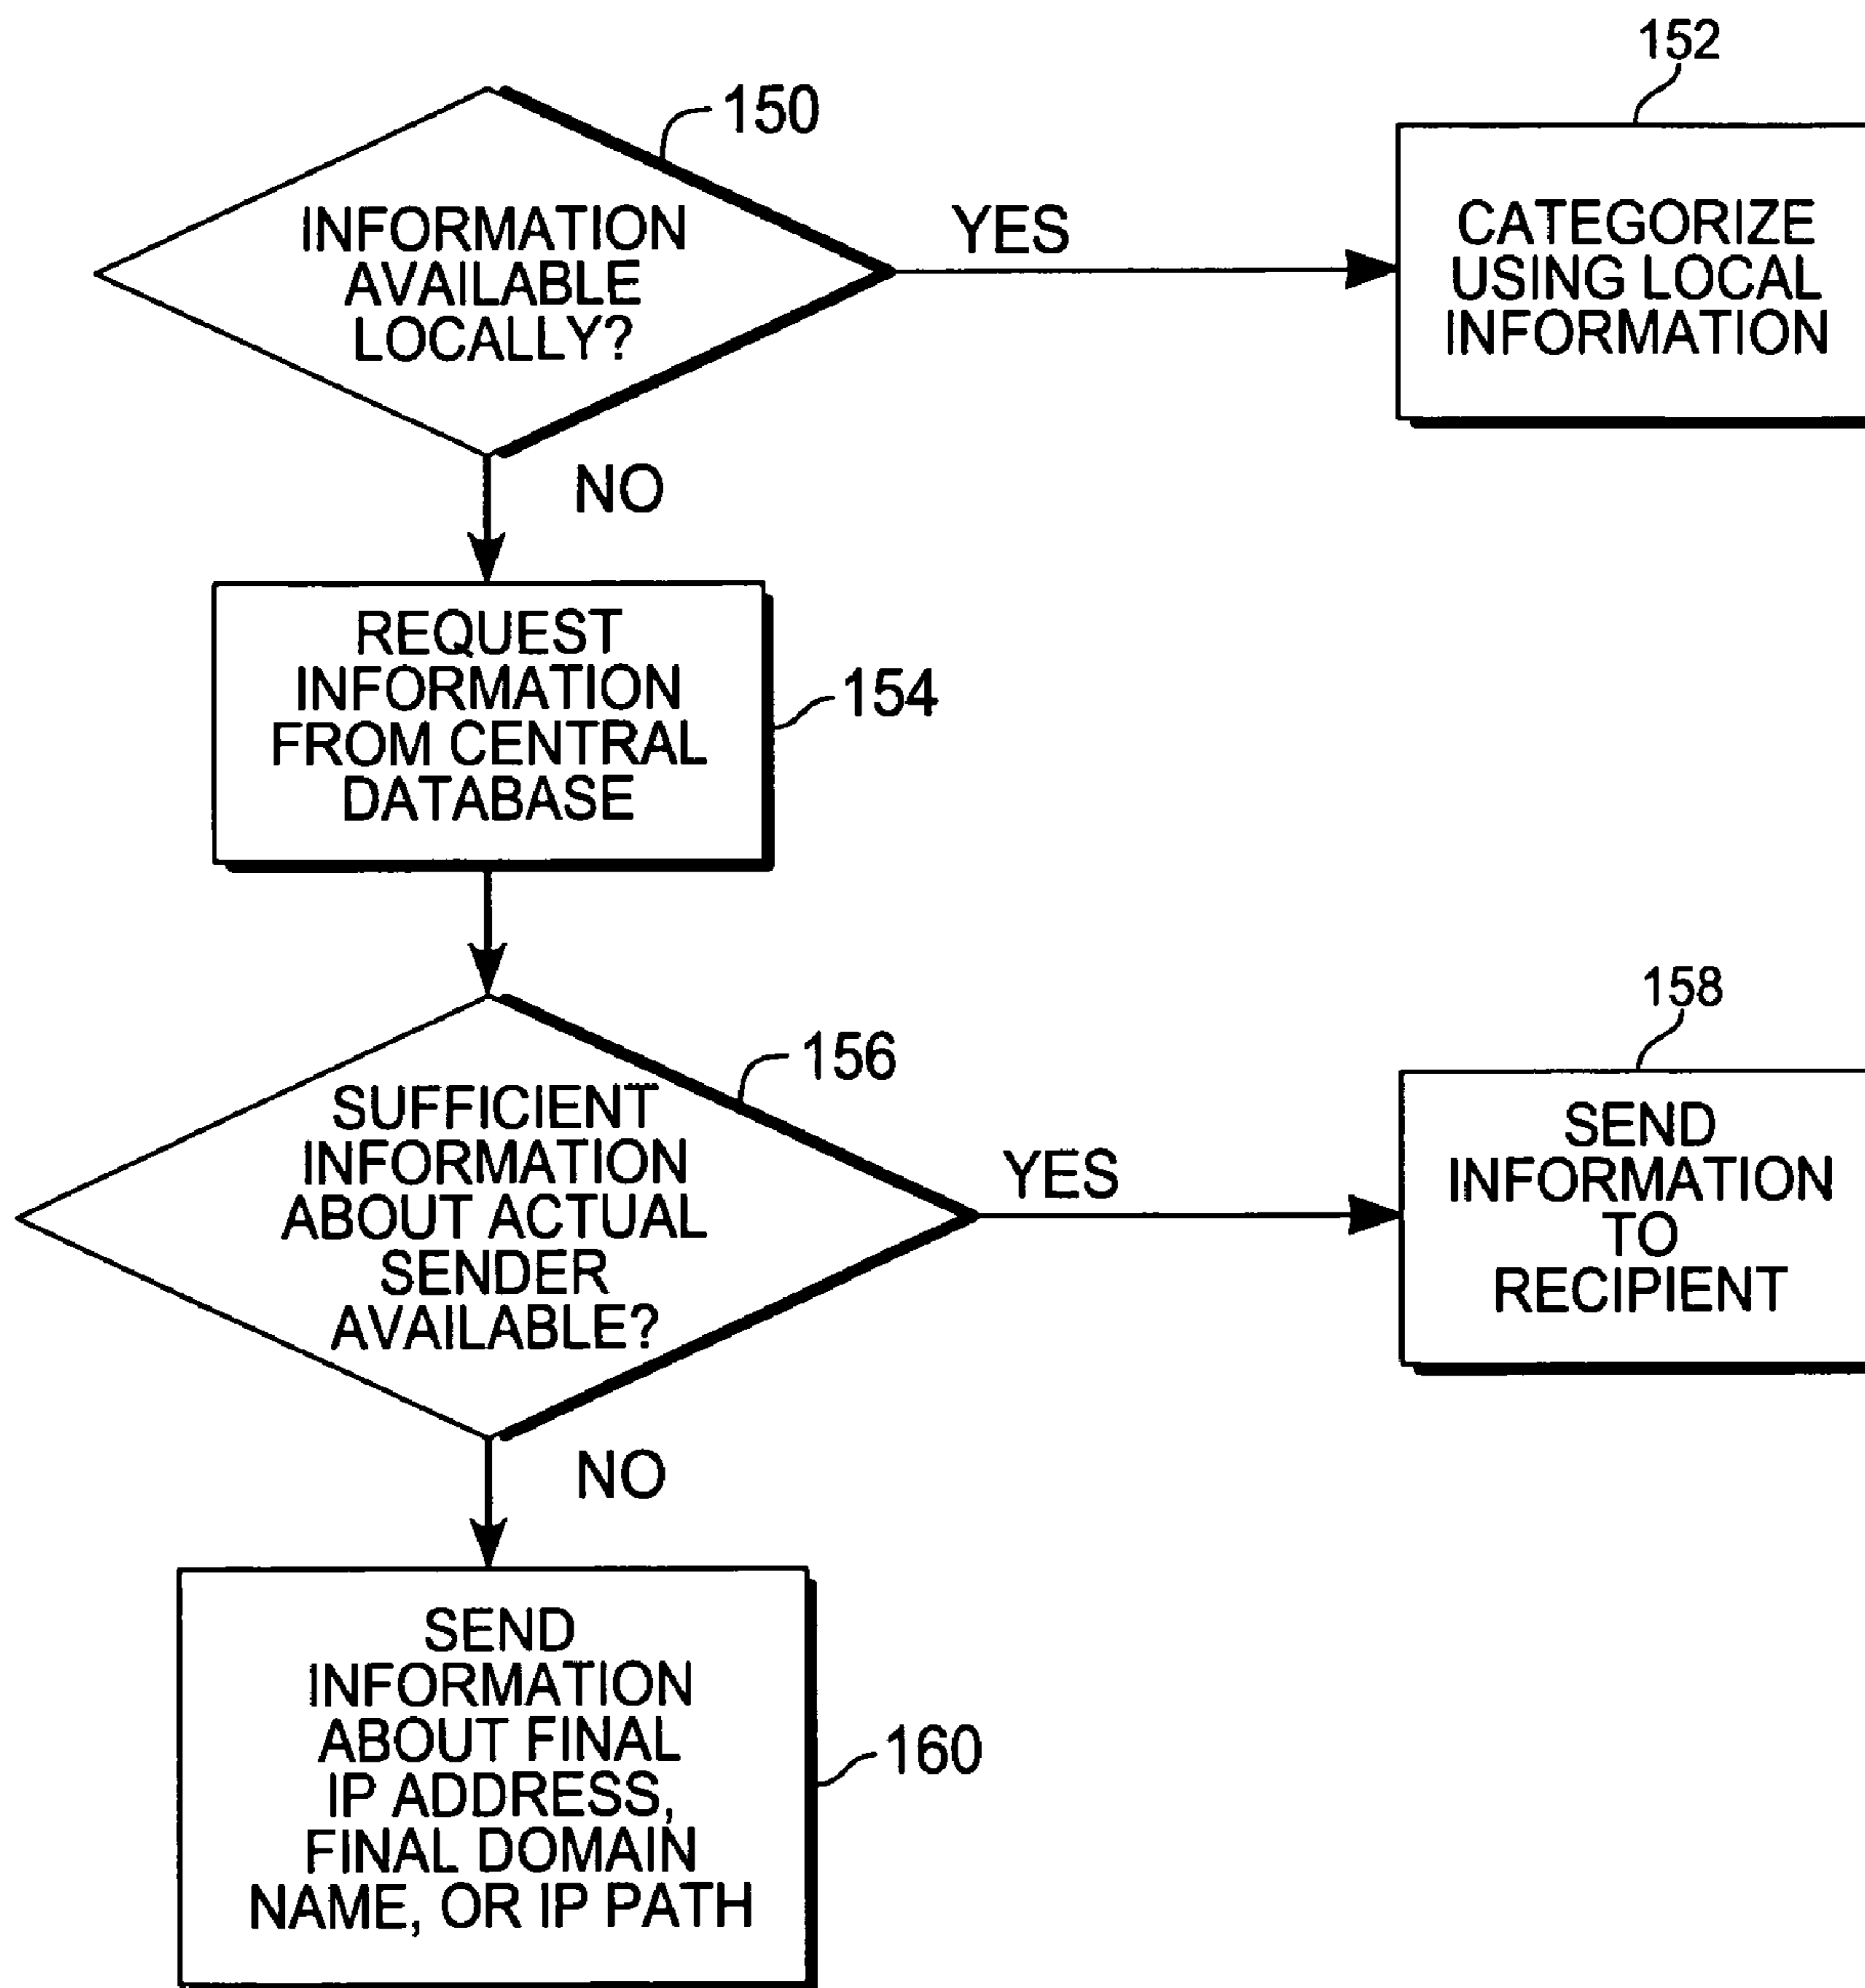 150
INFORMATION
AVAILABLE
LOCALLY?
YES
152
CATEGORIZE
USING LOCAL
INFORMATION
NO
REQUEST
INFORMATION
FROM CENTRAL
DATABASE
154
156
SUFFICIENT
INFORMATION
ABOUT ACTUAL
SENDER
AVAILABLE?
YES
158
SEND
INFORMATION
TO
RECIPIENT
NO
SEND
INFORMATION
ABOUT FINAL
IP ADDRESS,
FINAL DOMAIN
NAME, OR IP PATH
160